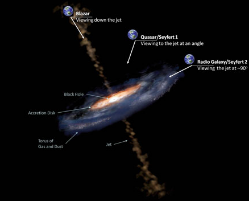 Blazar
Viewing down the jet
Quasar/Seyfert 1
Viewing to the jet at an angle
Radio Galaxy/Seyfert 2
Viewing the jet at ~90°
Black Hole
Accretion Disk
Torus of
Gas and Dust
Jet